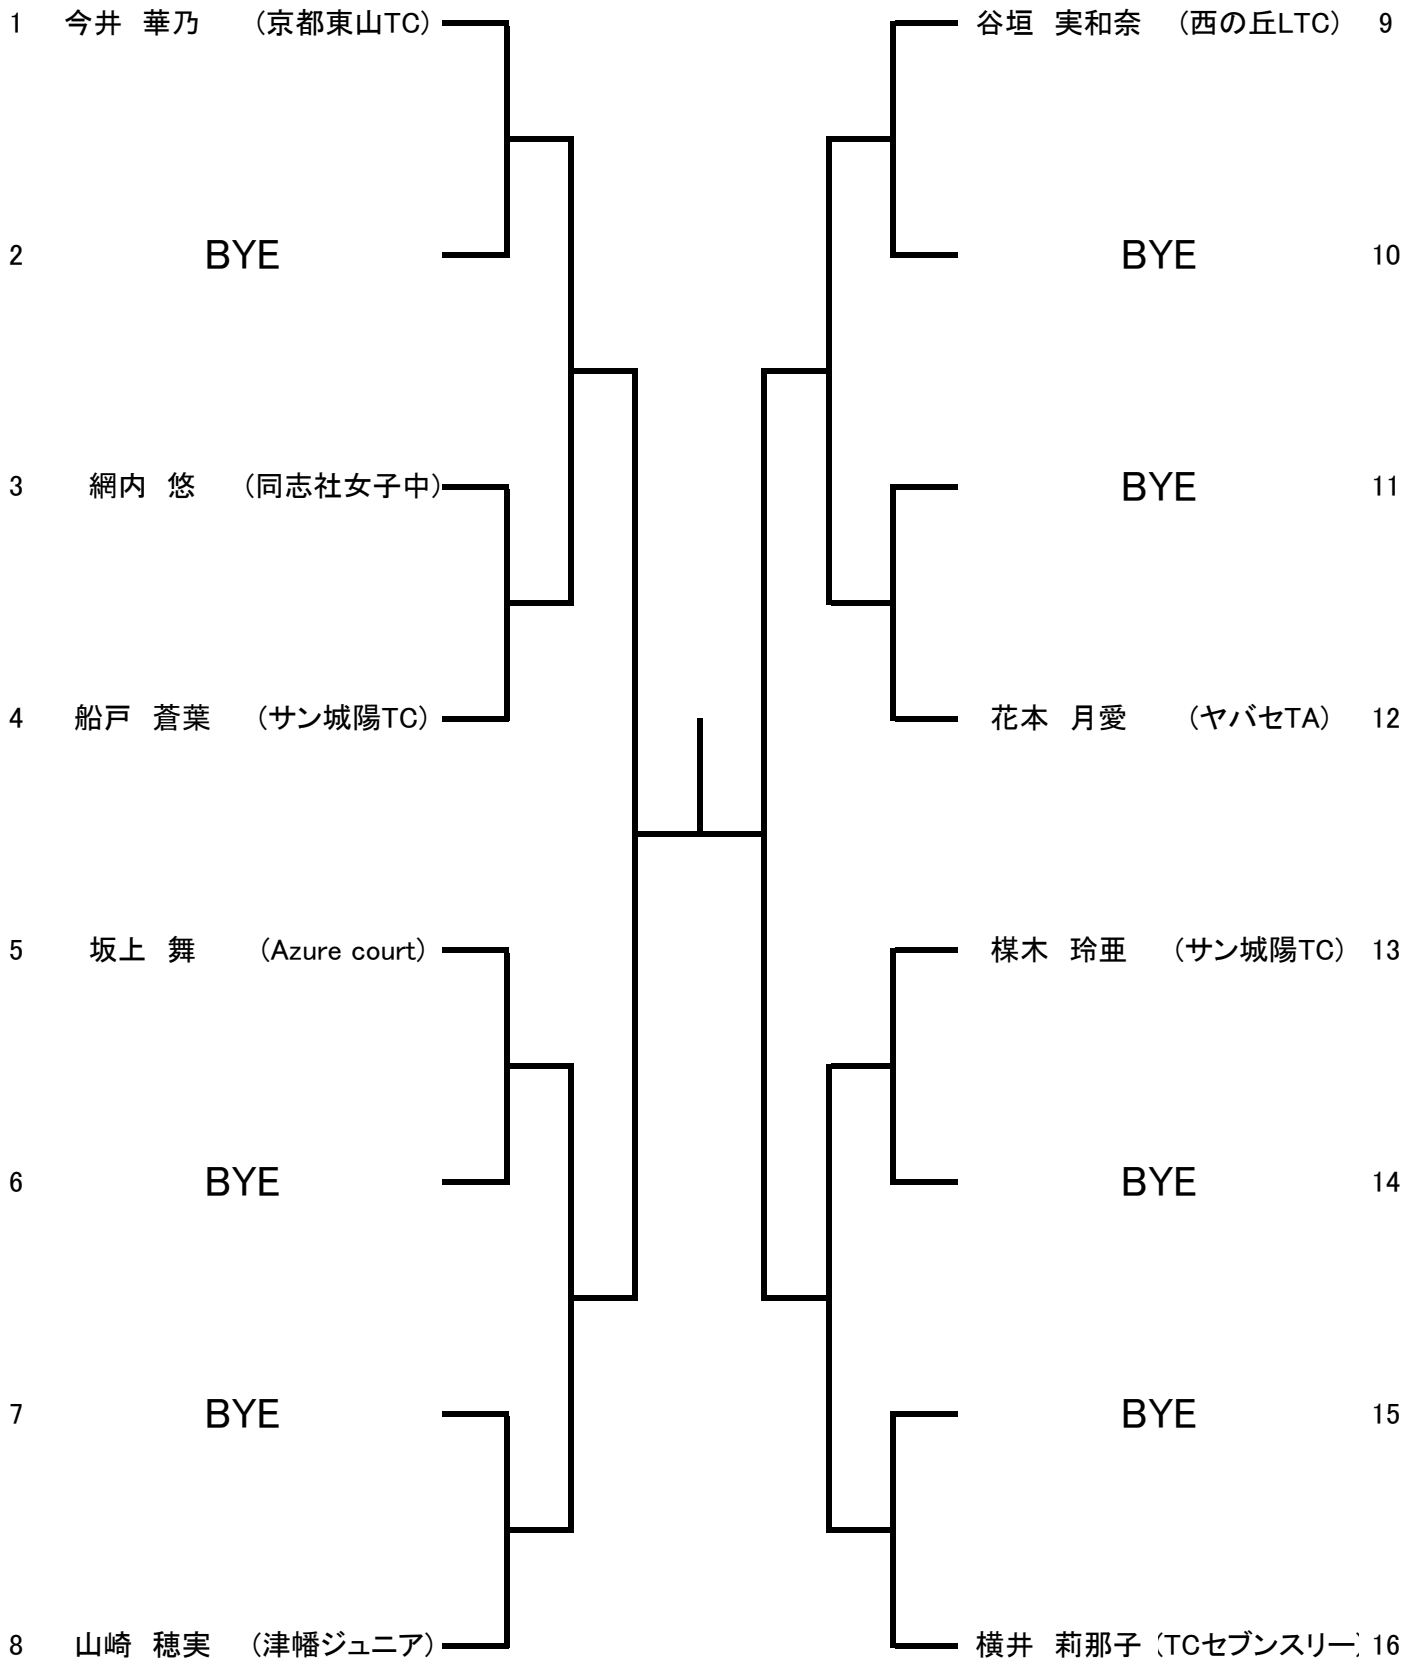 1 今井　華乃 (京都東山TC)
2 BYE
3 網内　悠 (同志社女子中)
4 船戸　蒼葉 (サン城陽TC)
5 坂上　舞 (Azure court)
6 BYE
7 BYE
8 山崎　穂実 (津幡ジュニア)
谷垣　実和奈 (西の丘LTC) 9
BYE 10
BYE 11
花本　月愛 (ヤバセTA) 12
楳木　玲亜 (サン城陽TC) 13
BYE 14
BYE 15
横井　莉那子 (TCセブンスリー) 16